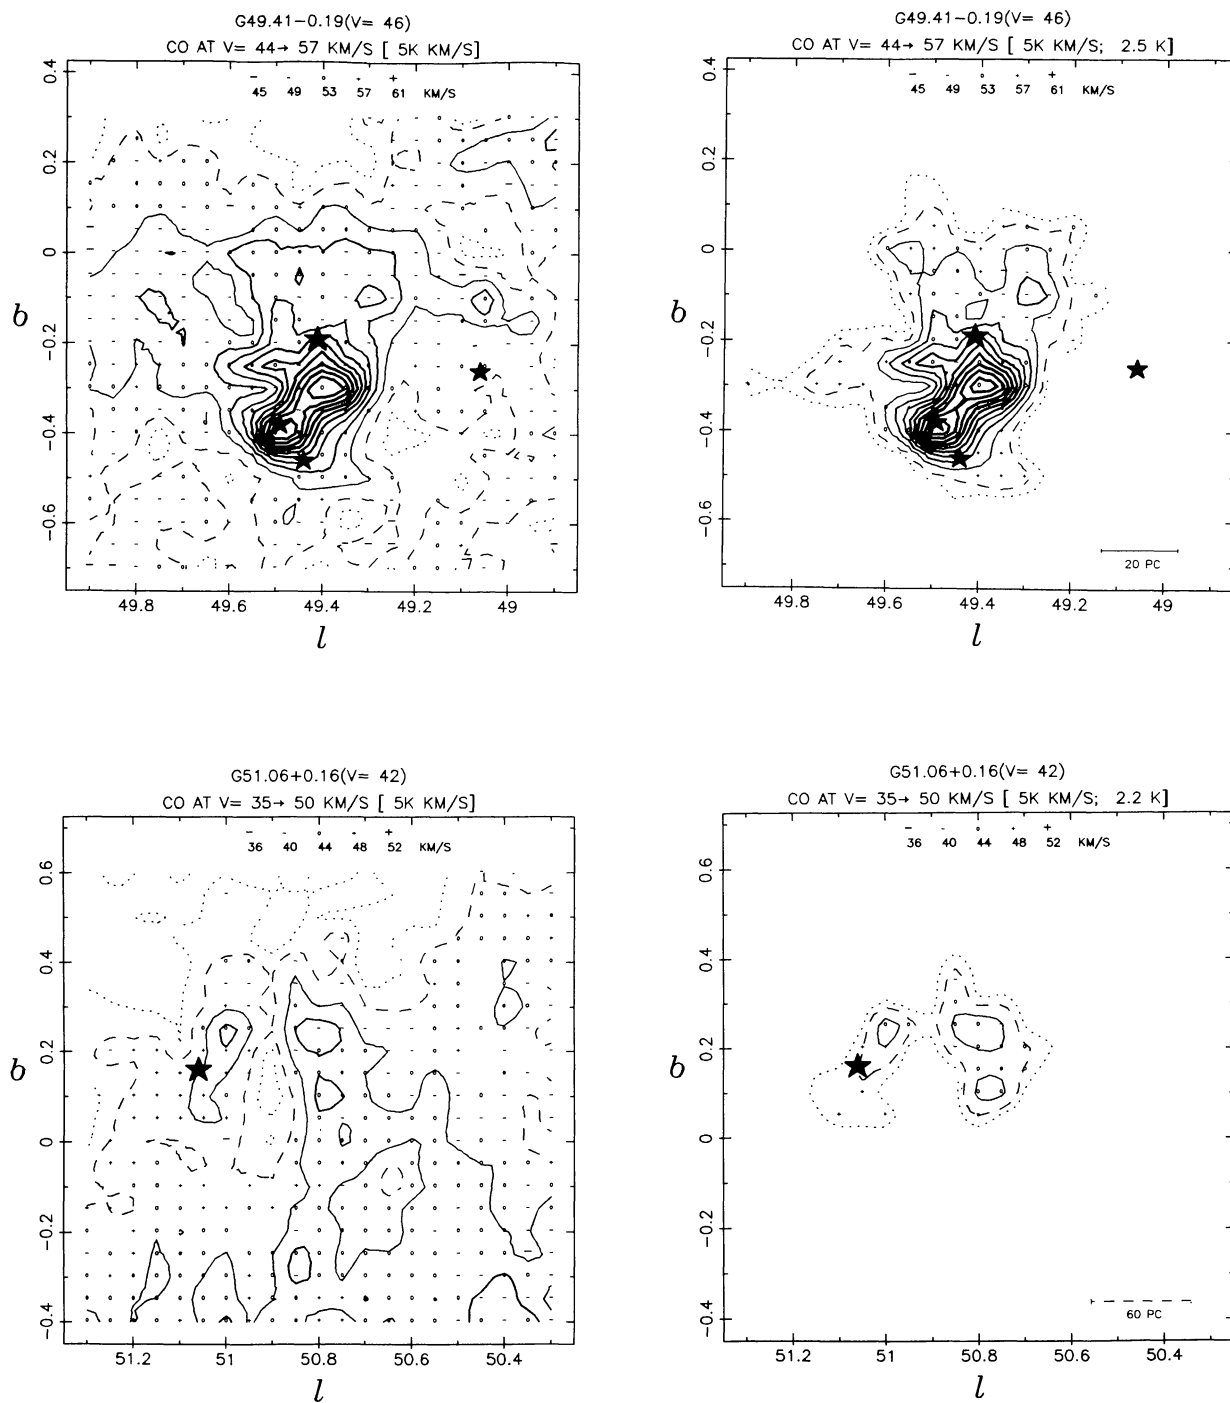 G49.41−0.19(V= 46)
CO AT V= 44→ 57 KM/S [ 5K KM/S]
− - o · +
45 49 53 57 61 KM/S
0.4
0.2
0
−0.2
−0.4
−0.6
b
49.8 49.6 49.4 49.2 49
l
G49.41−0.19(V= 46)
CO AT V= 44→ 57 KM/S [ 5K KM/S; 2.5 K]
− - o · +
45 49 53 57 61 KM/S
0.4
0.2
0
−0.2
−0.4
−0.6
b
20 PC
49.8 49.6 49.4 49.2 49
l
G51.06+0.16(V= 42)
CO AT V= 35→ 50 KM/S [ 5K KM/S]
− - o · +
36 40 44 48 52 KM/S
0.6
0.4
0.2
0
−0.2
−0.4
b
51.2 51 50.8 50.6 50.4
l
G51.06+0.16(V= 42)
CO AT V= 35→ 50 KM/S [ 5K KM/S; 2.2 K]
− - o · +
36 40 44 48 52 KM/S
0.6
0.4
0.2
0
−0.2
−0.4
b
60 PC
51.2 51 50.8 50.6 50.4
l